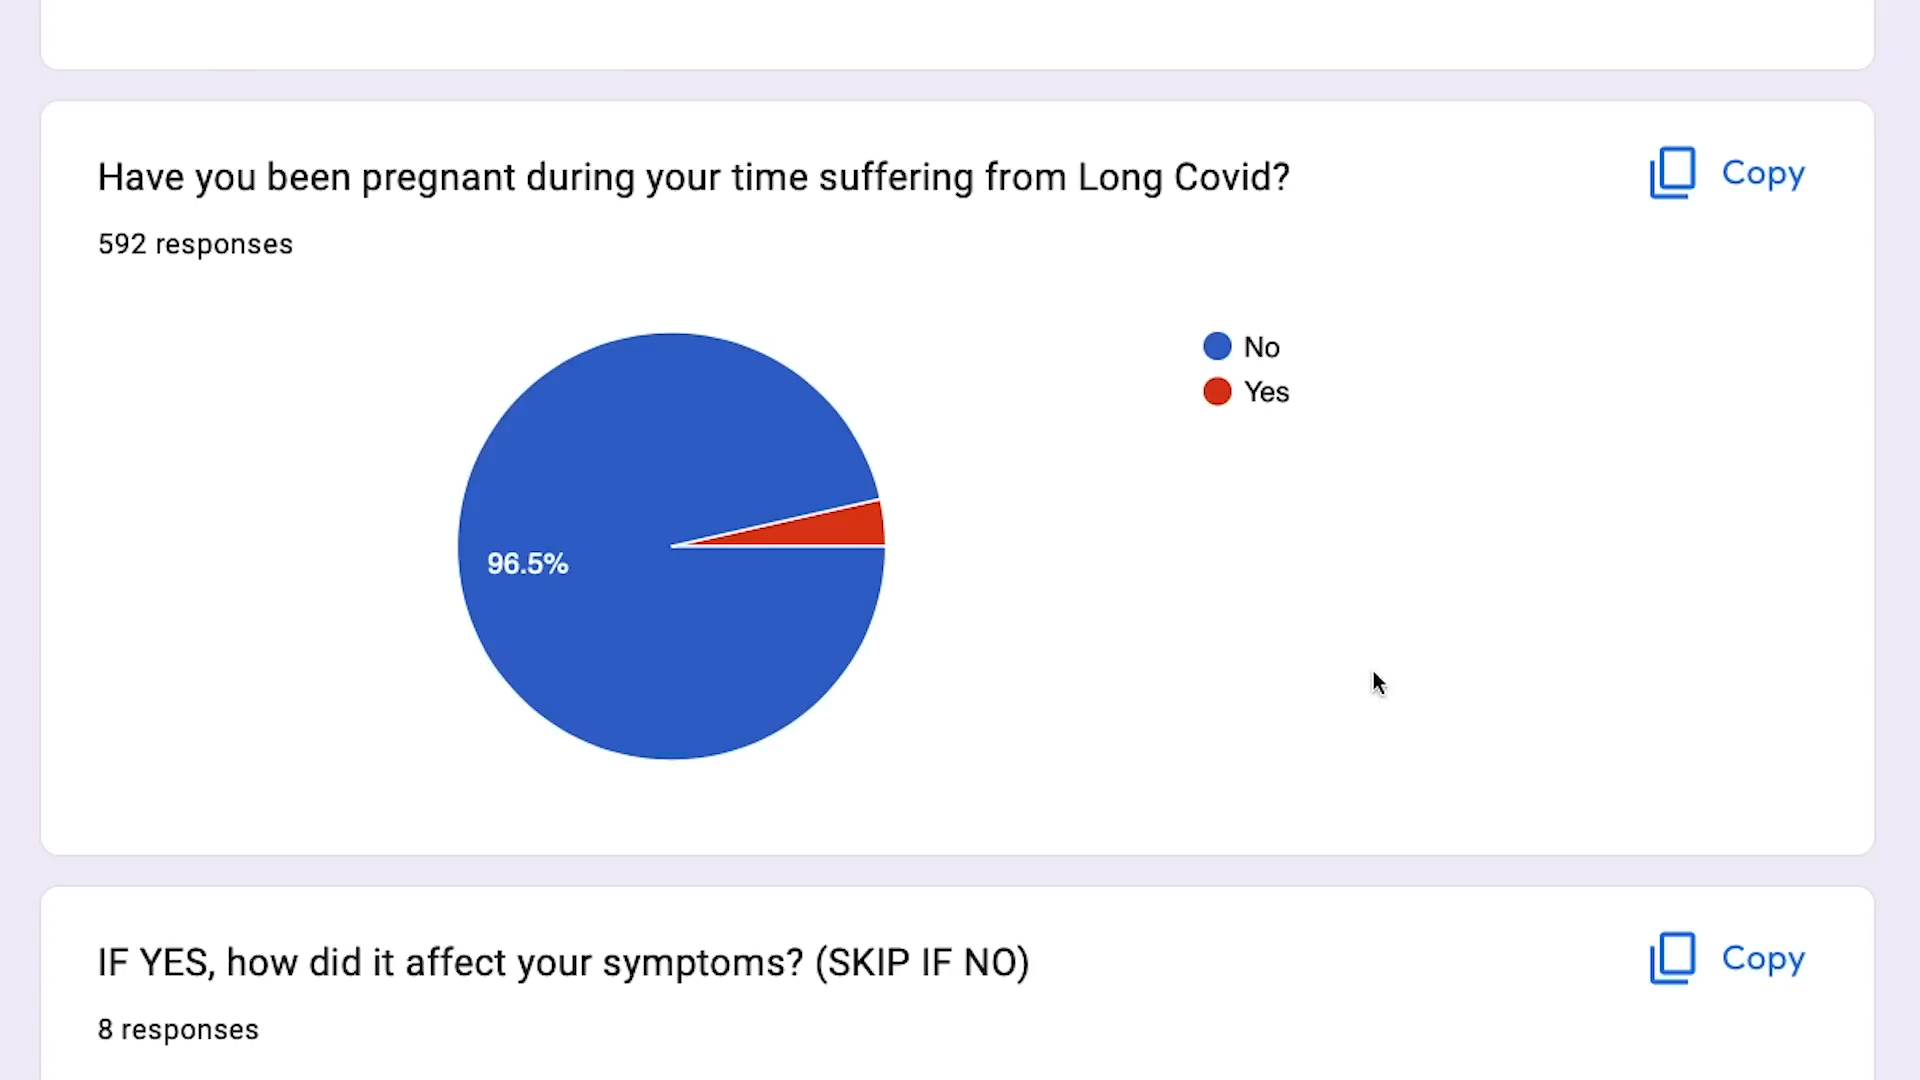 Have you been pregnant during your time suffering from Long Covid?
Copy
592 responses
No
Yes
96.5%
IF YES, how did it affect your symptoms? (SKIP IF NO)
Copy
8 responses